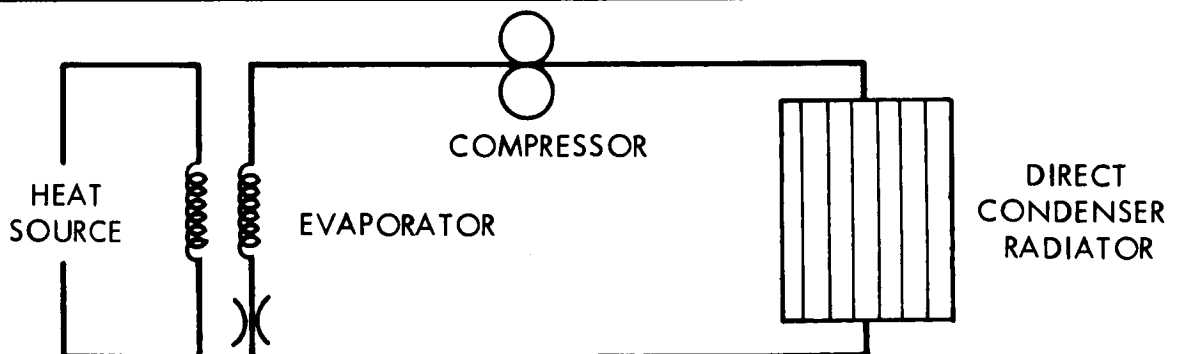 COMPRESSOR
HEAT
SOURCE
EVAPORATOR
DIRECT
CONDENSER
RADIATOR